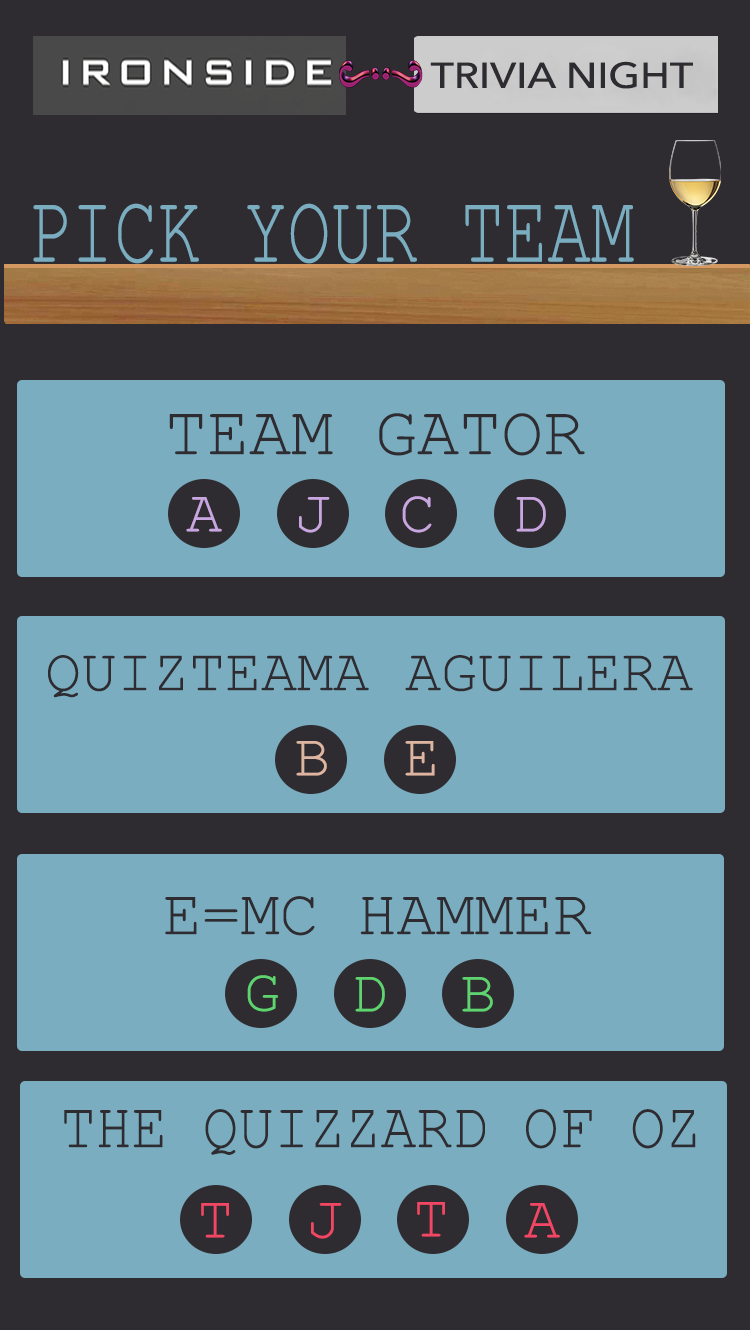 IRONSIDE TRIVIA NIGHT
PICK YOUR TEAM
TEAM GATOR
A J C D
QUIZTEAMA AGUILERA
B E
E=MC HAMMER
G D B
THE QUIZZARD OF OZ
T J T A